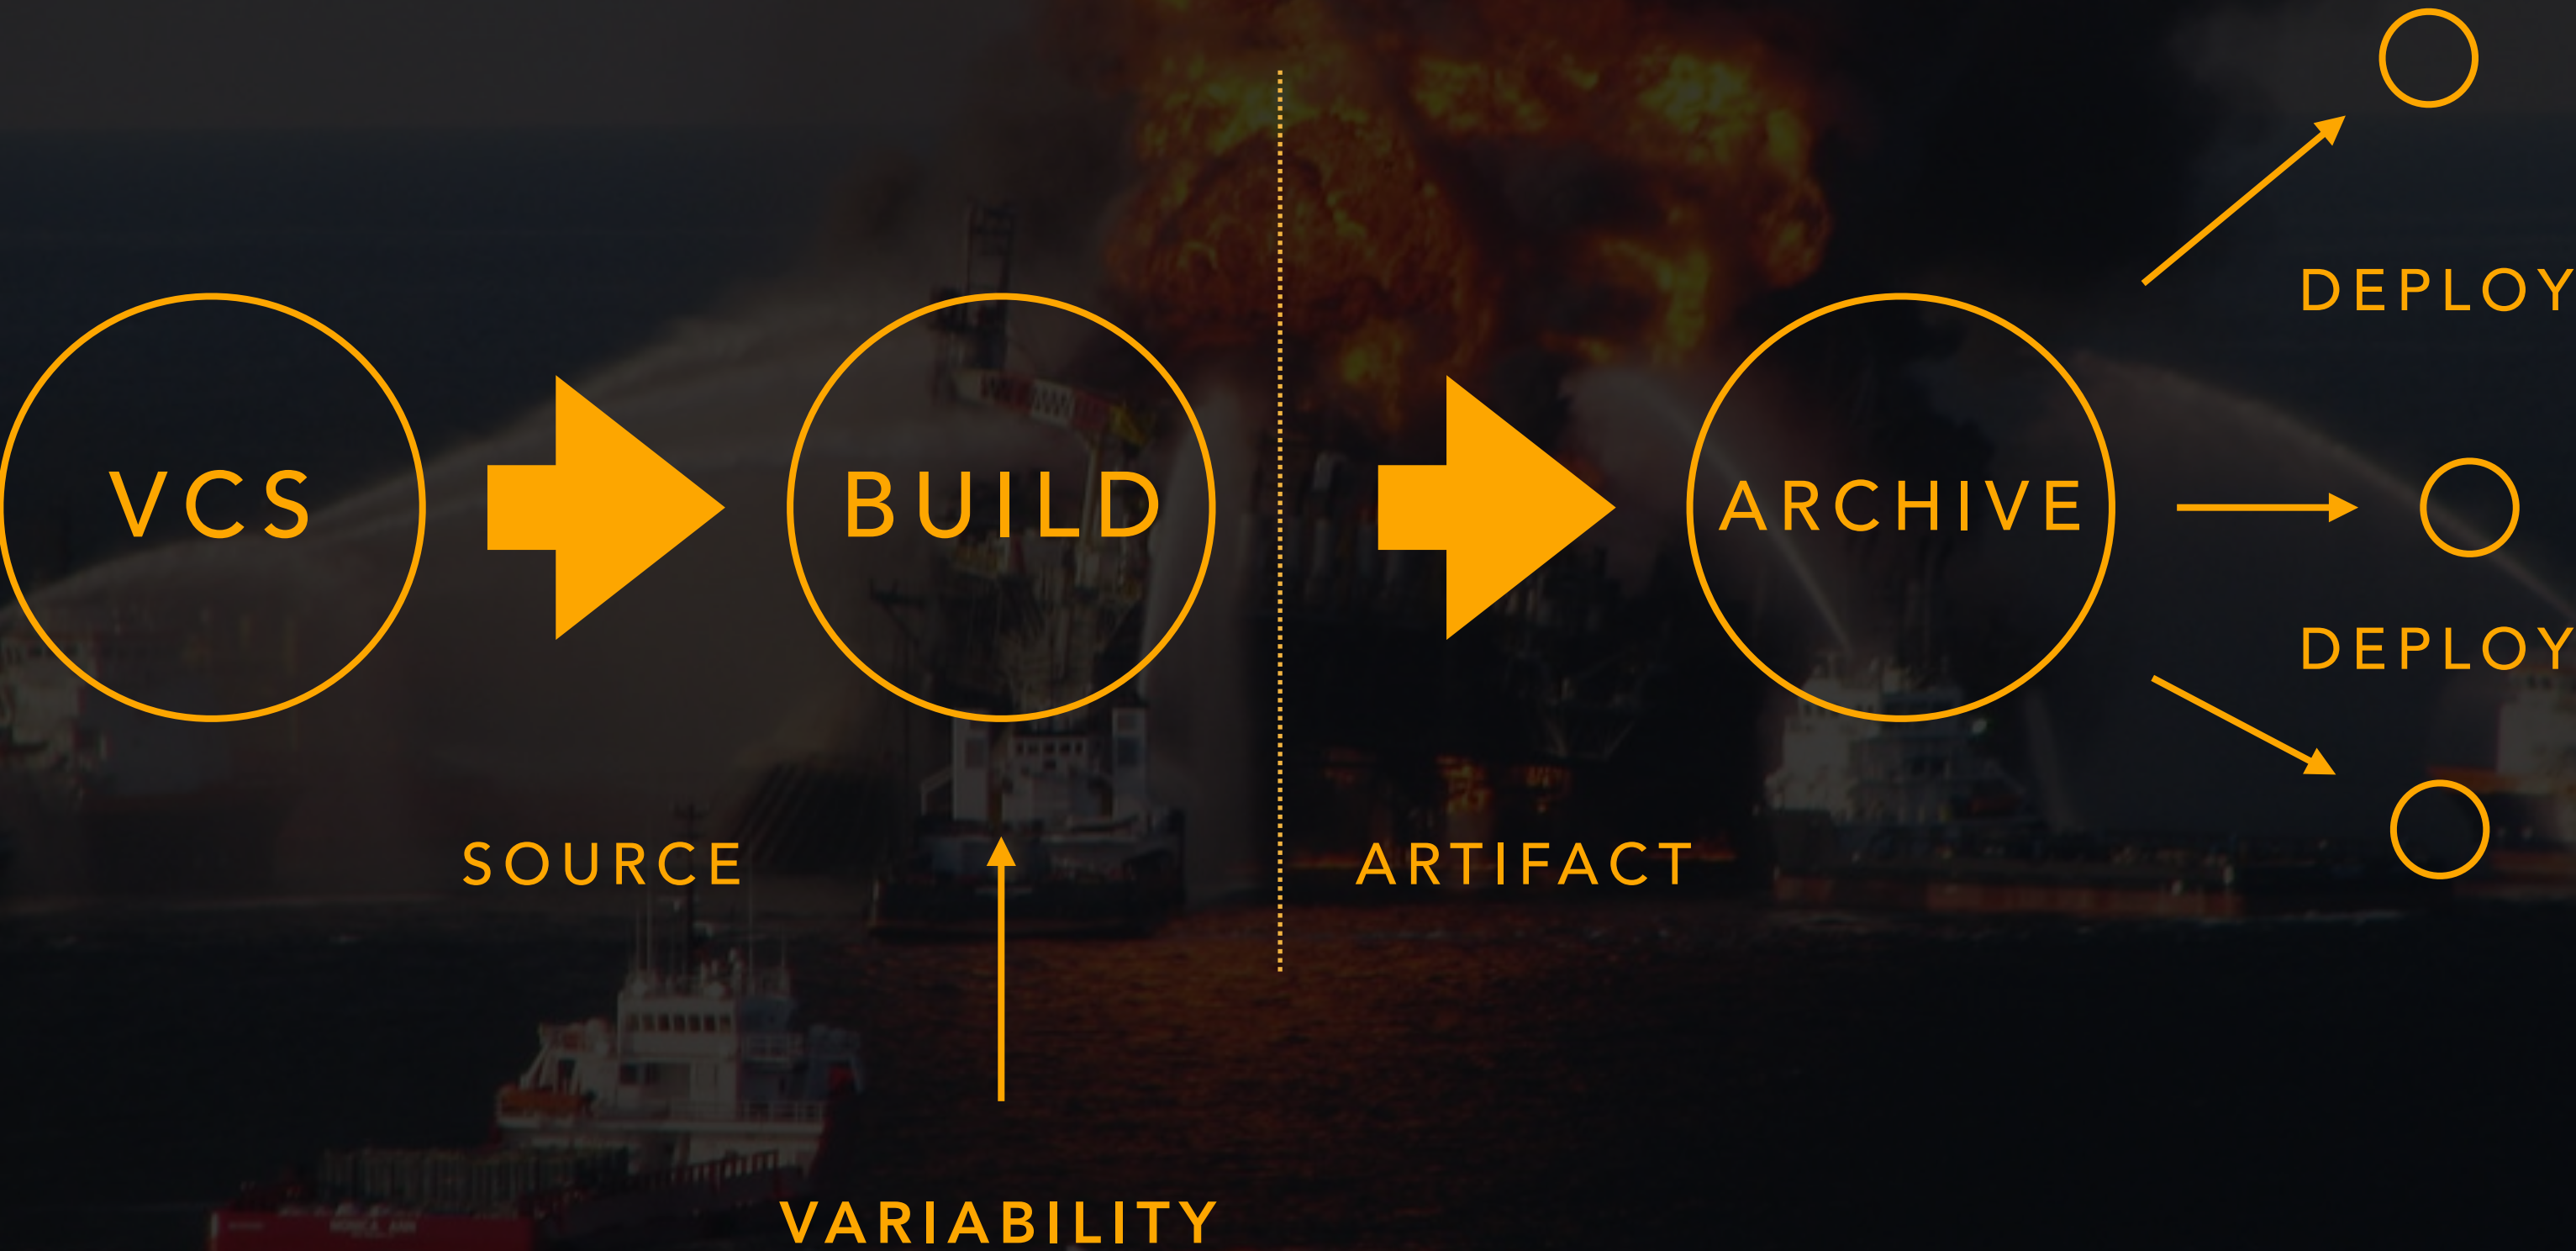 DEPLOY
VCS
BUILD
ARCHIVE
DEPLOY
SOURCE
ARTIFACT
VARIABILITY